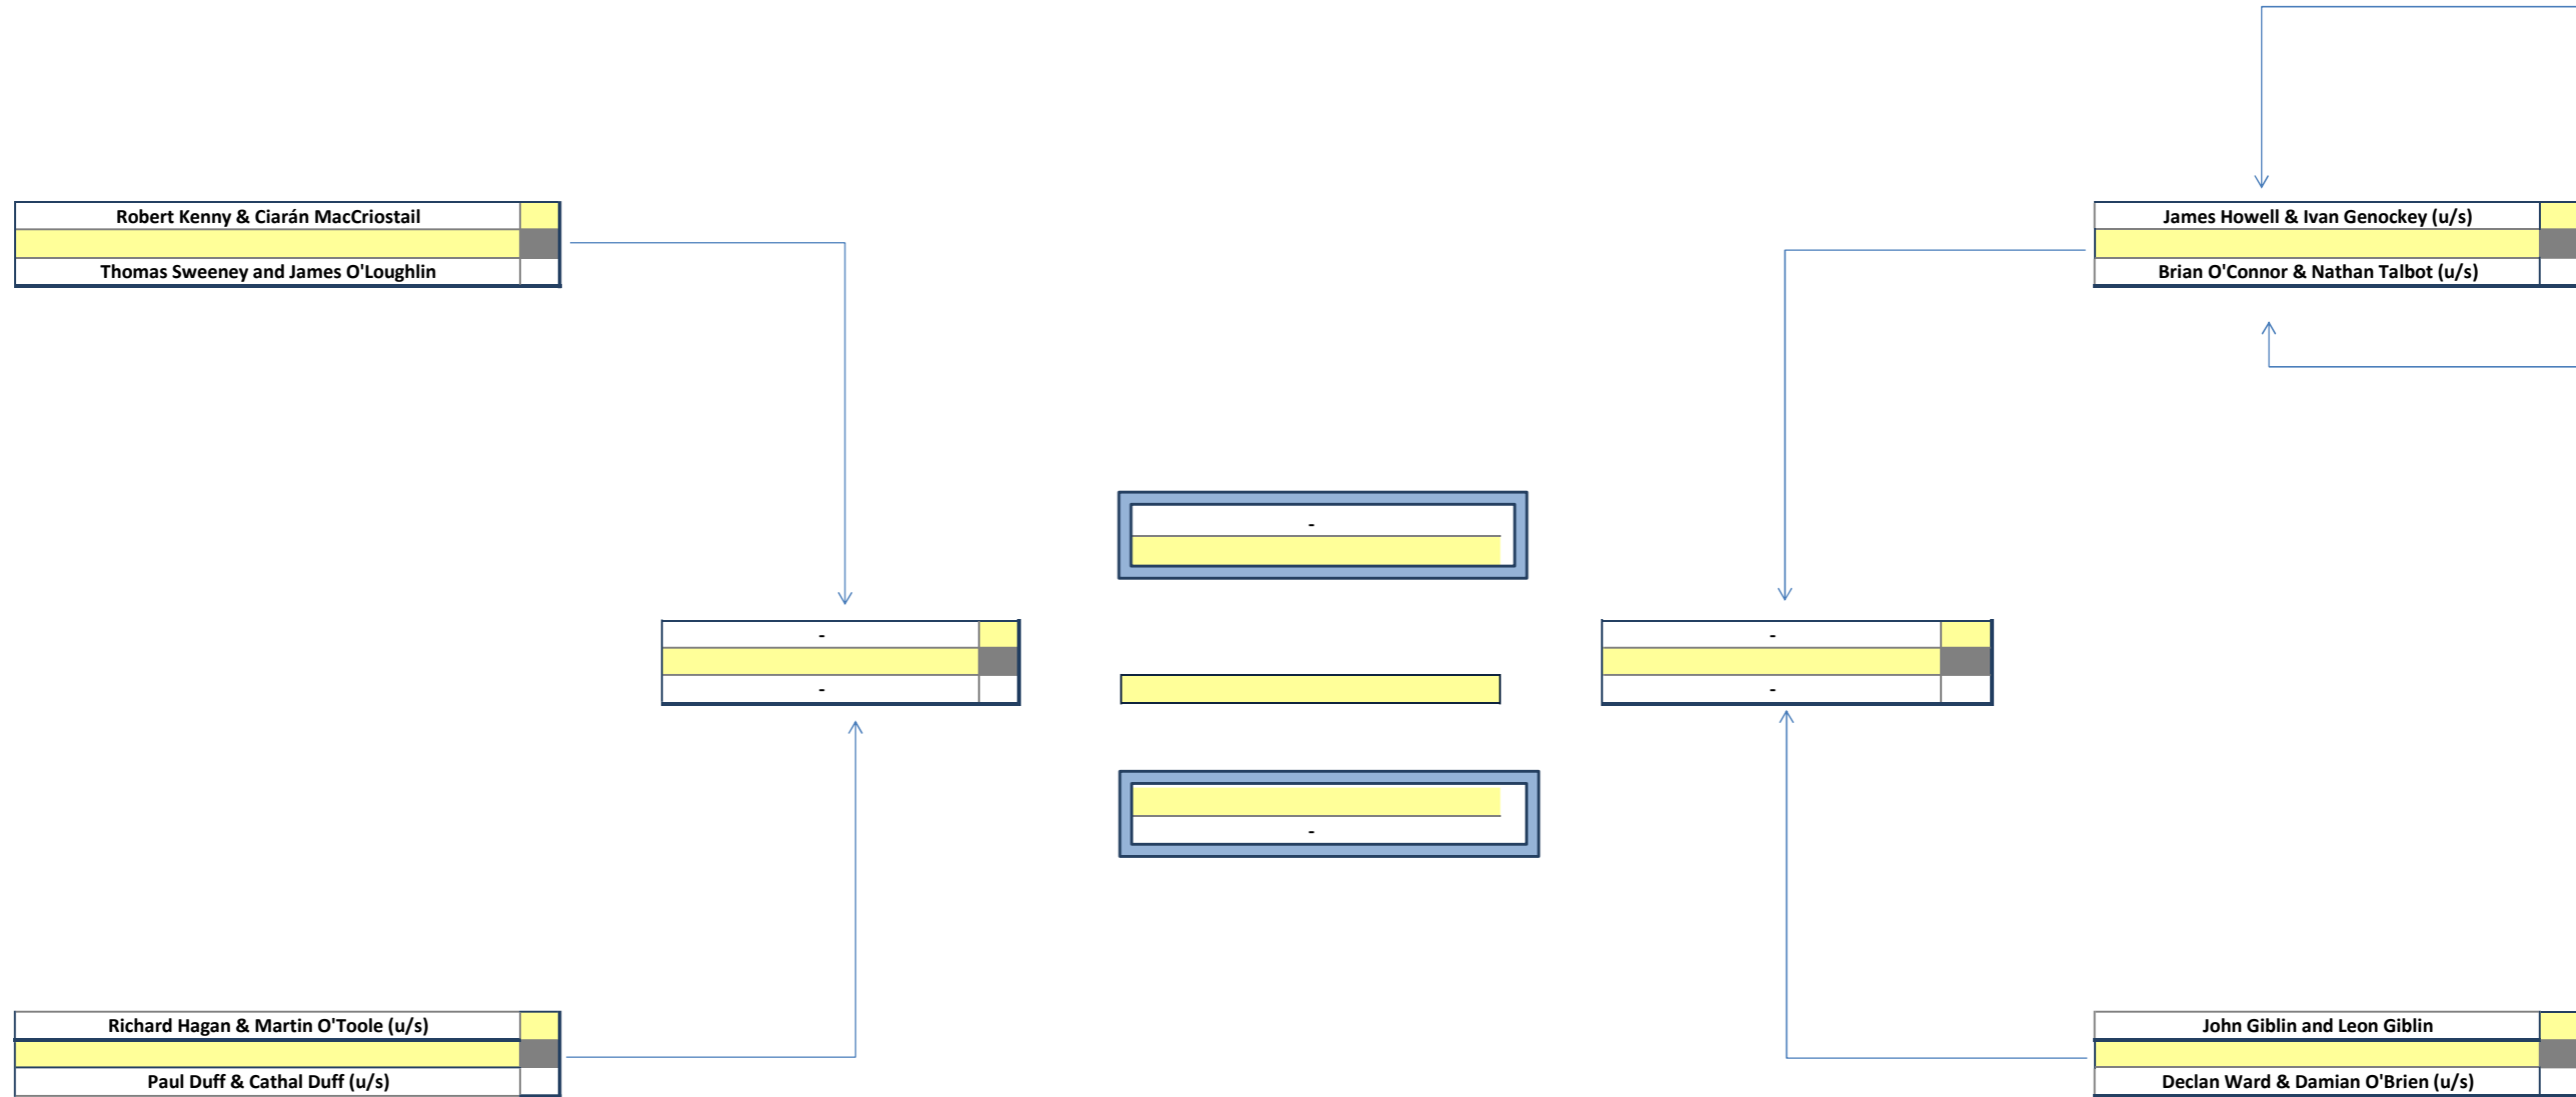 Robert Kenny & Ciarán MacCriostail
Thomas Sweeney and James O'Loughlin
James Howell & Ivan Genockey (u/s)
Brian O'Connor & Nathan Talbot (u/s)
-
-
-
-
-
-
Richard Hagan & Martin O'Toole (u/s)
Paul Duff & Cathal Duff (u/s)
John Giblin and Leon Giblin
Declan Ward & Damian O'Brien (u/s)